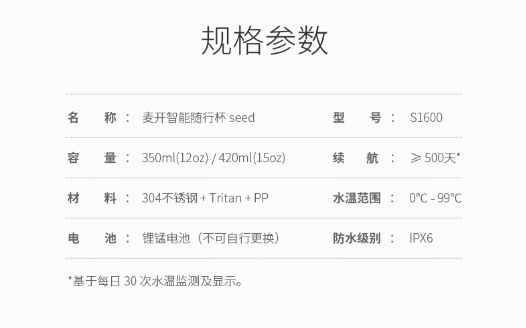 规格参数
名 称： 麦开智能随行杯 seed 型 号： S1600
容 量： 350ml(12oz) / 420ml(15oz) 续 航： ≥ 500天*
材 料： 304不锈钢 + Tritan + PP 水温范围： 0℃ - 99℃
电 池： 锂锰电池（不可自行更换） 防水级别： IPX6
*基于每日 30 次水温监测及显示。